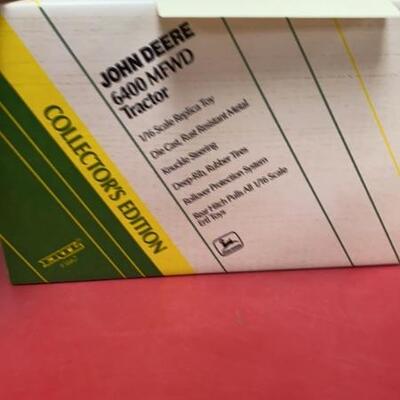 JOHN DEERE
6400 MFWD
Tractor
1/16 Scale Replica Toy
Die Cast, Rust Resistant Metal
Knuckle Steering
Deep-Rib, Rubber Tires
Rollover Protection System
Rear Hitch Pulls All 1/16 Scale
Ertl Toys
COLLECTOR'S EDITION
ERTL